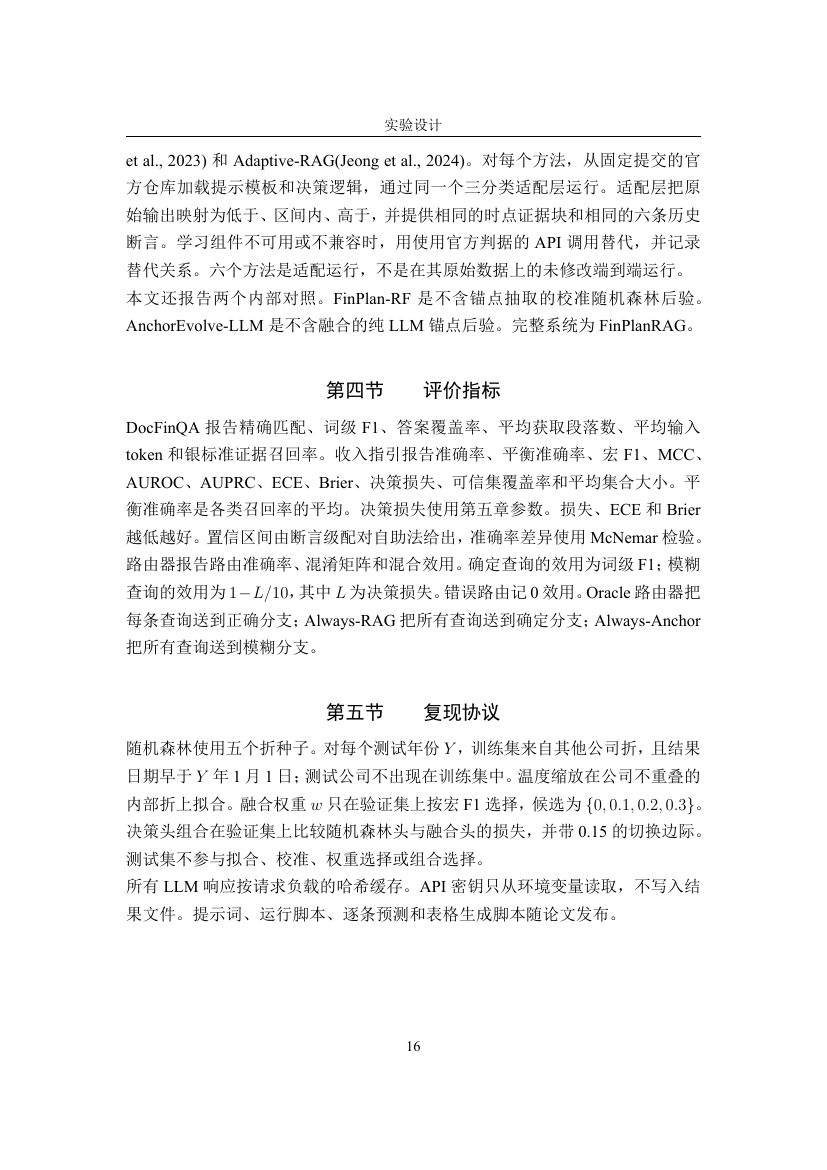 实验设计
et al., 2023) 和 Adaptive-RAG(Jeong et al., 2024)。对每个方法，从固定提交的官
方仓库加载提示模板和决策逻辑，通过同一个三分类适配层运行。适配层把原
始输出映射为低于、区间内、高于，并提供相同的时点证据块和相同的六条历史
断言。学习组件不可用或不兼容时，用使用官方判据的 API 调用替代，并记录
替代关系。六个方法是适配运行，不是在其原始数据上的未修改端到端运行。
本文还报告两个内部对照。FinPlan-RF 是不含锚点抽取的校准随机森林后验。
AnchorEvolve-LLM 是不含融合的纯 LLM 锚点后验。完整系统为 FinPlanRAG。
第四节 评价指标
DocFinQA 报告精确匹配、词级 F1、答案覆盖率、平均获取段落数、平均输入
token 和银标准证据召回率。收入指引报告准确率、平衡准确率、宏 F1、MCC、
AUROC、AUPRC、ECE、Brier、决策损失、可信集覆盖率和平均集合大小。平
衡准确率是各类召回率的平均。决策损失使用第五章参数。损失、ECE 和 Brier
越低越好。置信区间由断言级配对自助法给出，准确率差异使用 McNemar 检验。
路由器报告路由准确率、混淆矩阵和混合效用。确定查询的效用为词级 F1；模糊
查询的效用为 1 − L/10，其中 L 为决策损失。错误路由记 0 效用。Oracle 路由器把
每条查询送到正确分支；Always-RAG 把所有查询送到确定分支；Always-Anchor
把所有查询送到模糊分支。
第五节 复现协议
随机森林使用五个折种子。对每个测试年份 Y，训练集来自其他公司折，且结果
日期早于 Y 年 1 月 1 日；测试公司不出现在训练集中。温度缩放在公司不重叠的
内部折上拟合。融合权重 w 只在验证集上按宏 F1 选择，候选为 {0, 0.1, 0.2, 0.3}。
决策头组合在验证集上比较随机森林头与融合头的损失，并带 0.15 的切换边际。
测试集不参与拟合、校准、权重选择或组合选择。
所有 LLM 响应按请求负载的哈希缓存。API 密钥只从环境变量读取，不写入结
果文件。提示词、运行脚本、逐条预测和表格生成脚本随论文发布。
16